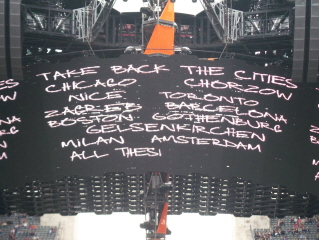 TAKE BACK THE CITIES
CHICAGO CHORZOW
NICE TORONTO
ZAGREB BARCELONA
BOSTON GOTHENBURG
GELSENKIRCHEN
MILAN AMSTERDAM
ALL THESE